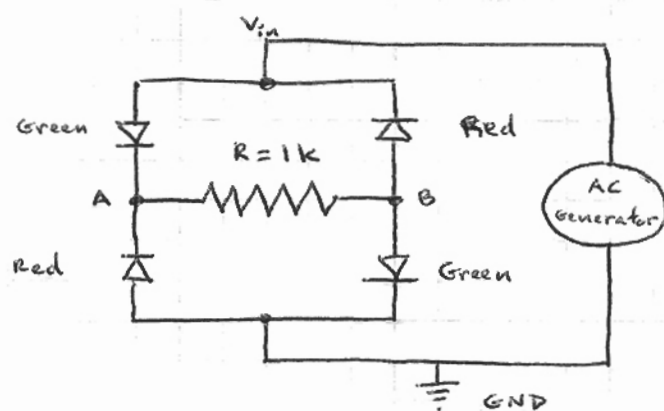 Vin
Green
Red
R = 1k
A
B
AC
Generator
Red
Green
GND